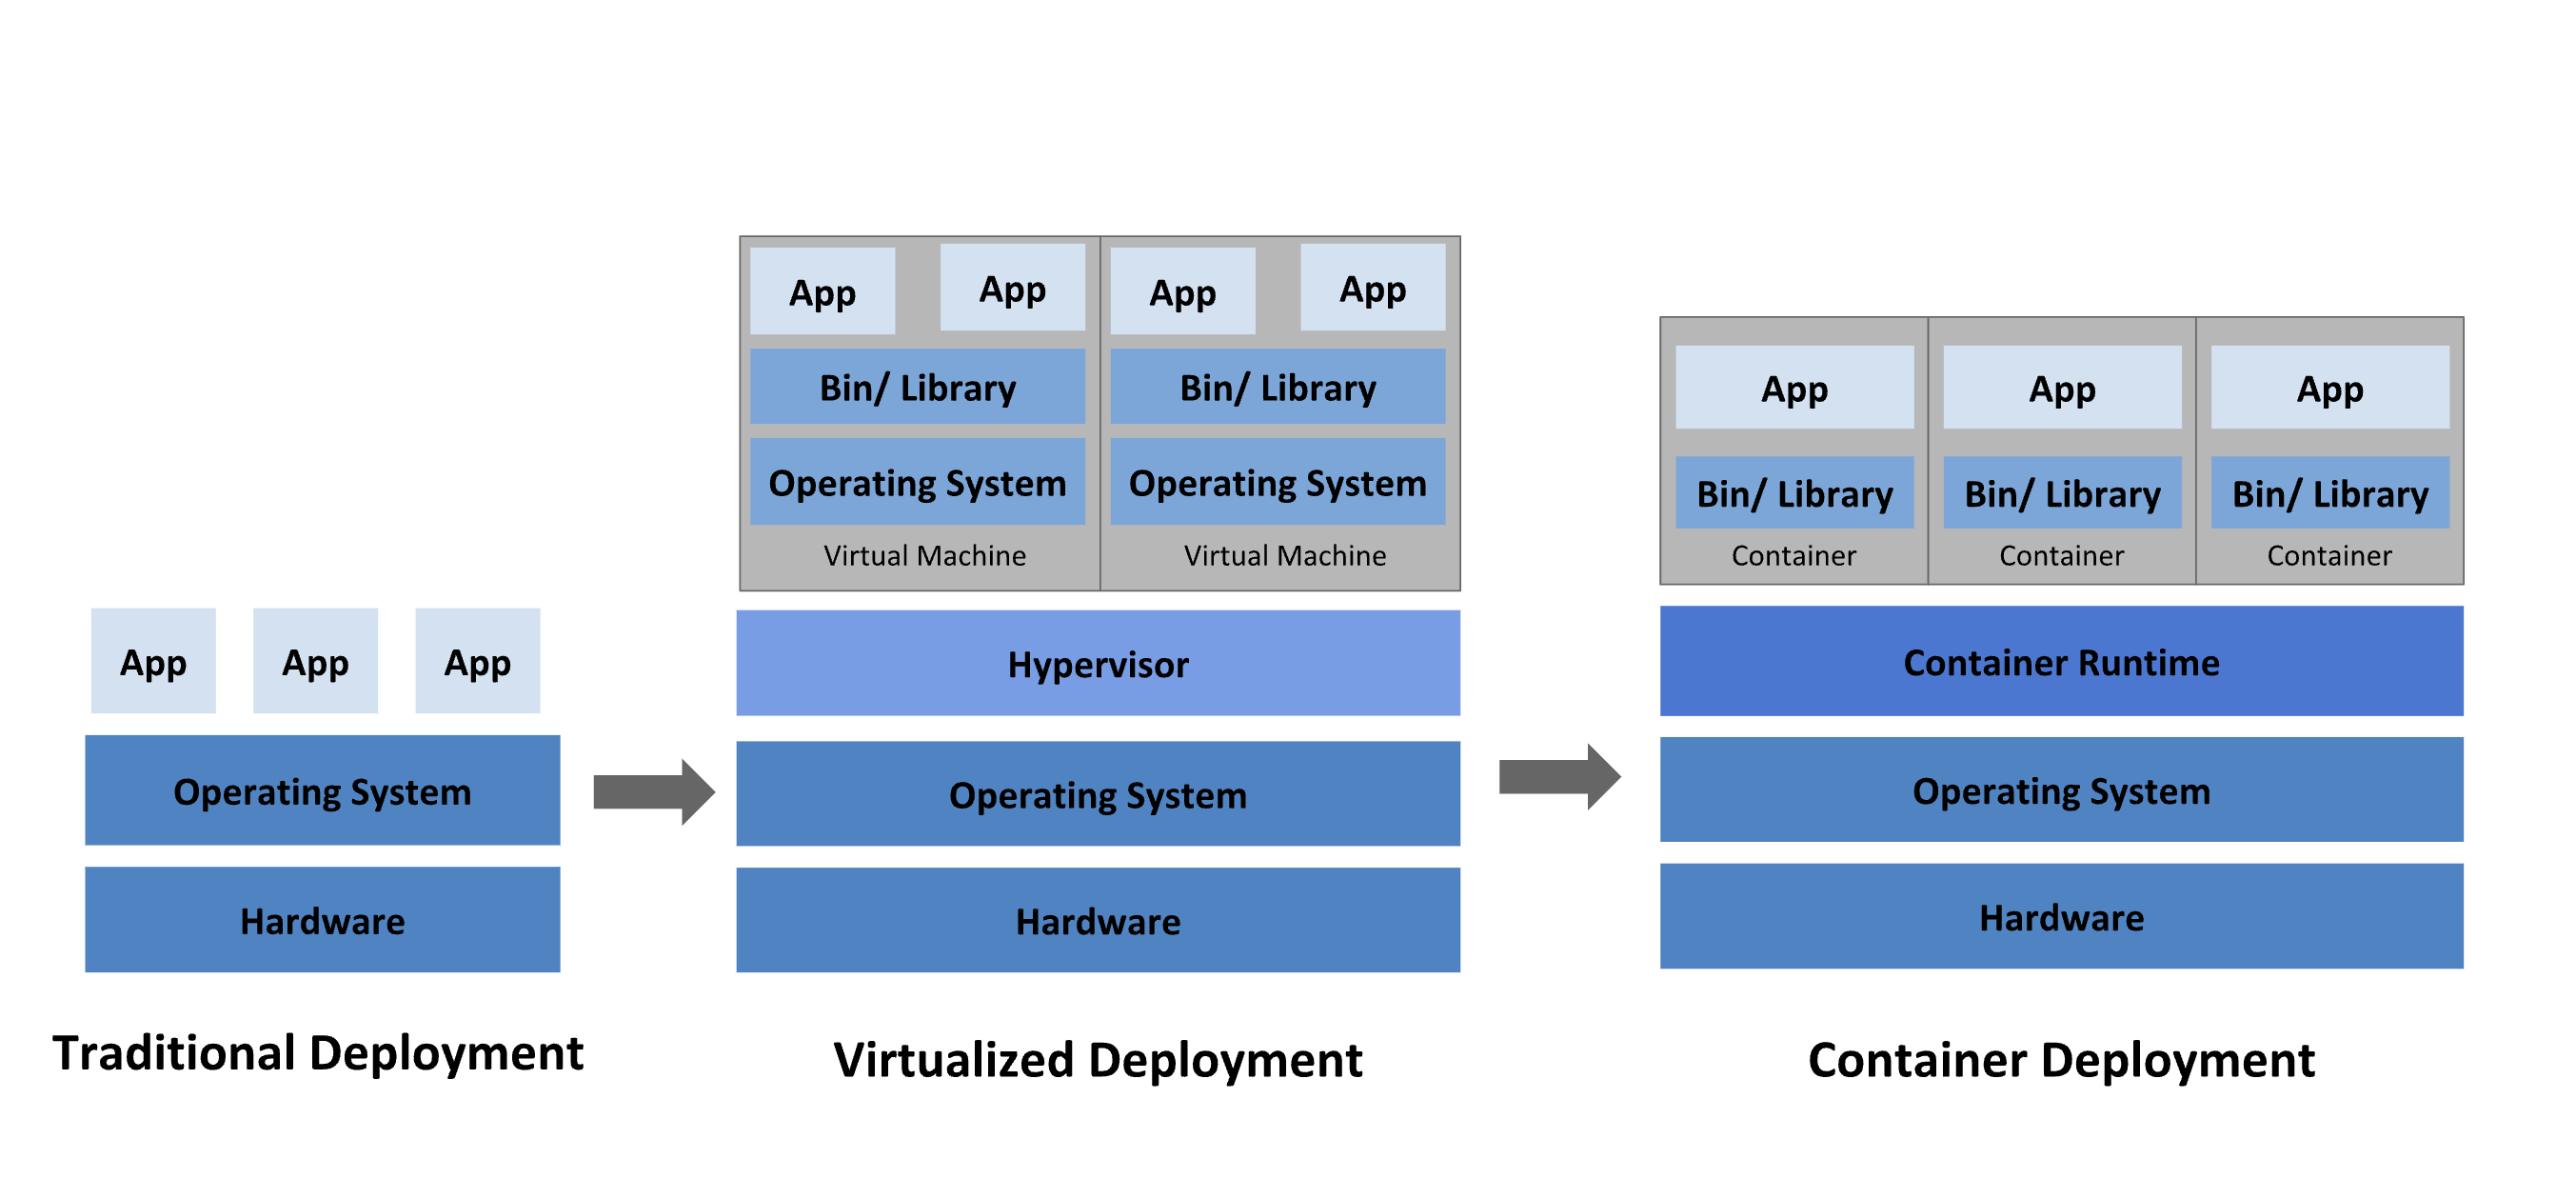 App
App
App
Operating System
Hardware
Traditional Deployment
App
App
App
App
Bin/ Library
Bin/ Library
Operating System
Operating System
Virtual Machine
Virtual Machine
Hypervisor
Operating System
Hardware
Virtualized Deployment
App
App
App
Bin/ Library
Bin/ Library
Bin/ Library
Container
Container
Container
Container Runtime
Operating System
Hardware
Container Deployment